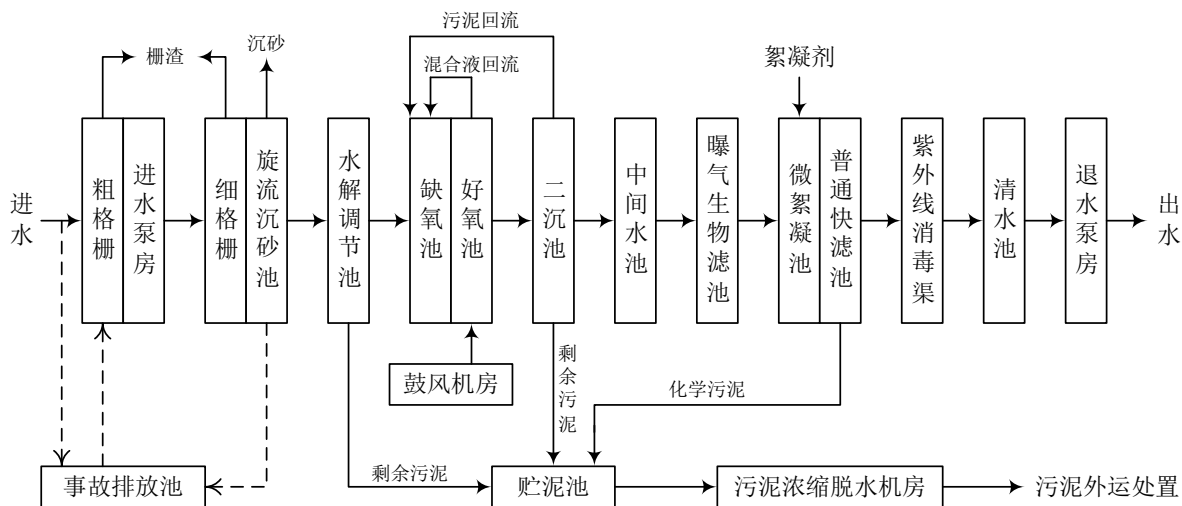 污泥回流
沉砂
栅渣
混合液回流
絮凝剂
进水
粗格栅
进水泵房
细格栅
旋流沉砂池
水解调节池
缺氧池
好氧池
二沉池
中间水池
曝气生物滤池
微絮凝池
普通快滤池
紫外线消毒渠
清水池
退水泵房
出水
鼓风机房
剩余污泥
化学污泥
事故排放池
剩余污泥
贮泥池
污泥浓缩脱水机房
污泥外运处置